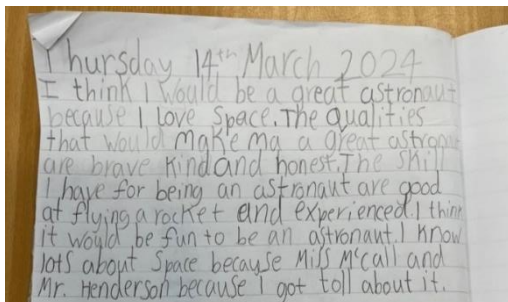 Thursday 14th March 2024
I think I would be a great astronaut
because I love space. The qualities
that would make ma a great astronaut
are brave kind and honest. The skill
I have for being an astronaut are good
at flying a rocket and experienced. I think
it would be fun to be an astronaut. I know
lots about space because Miss McCall and
Mr. Henderson because I got toll about it.